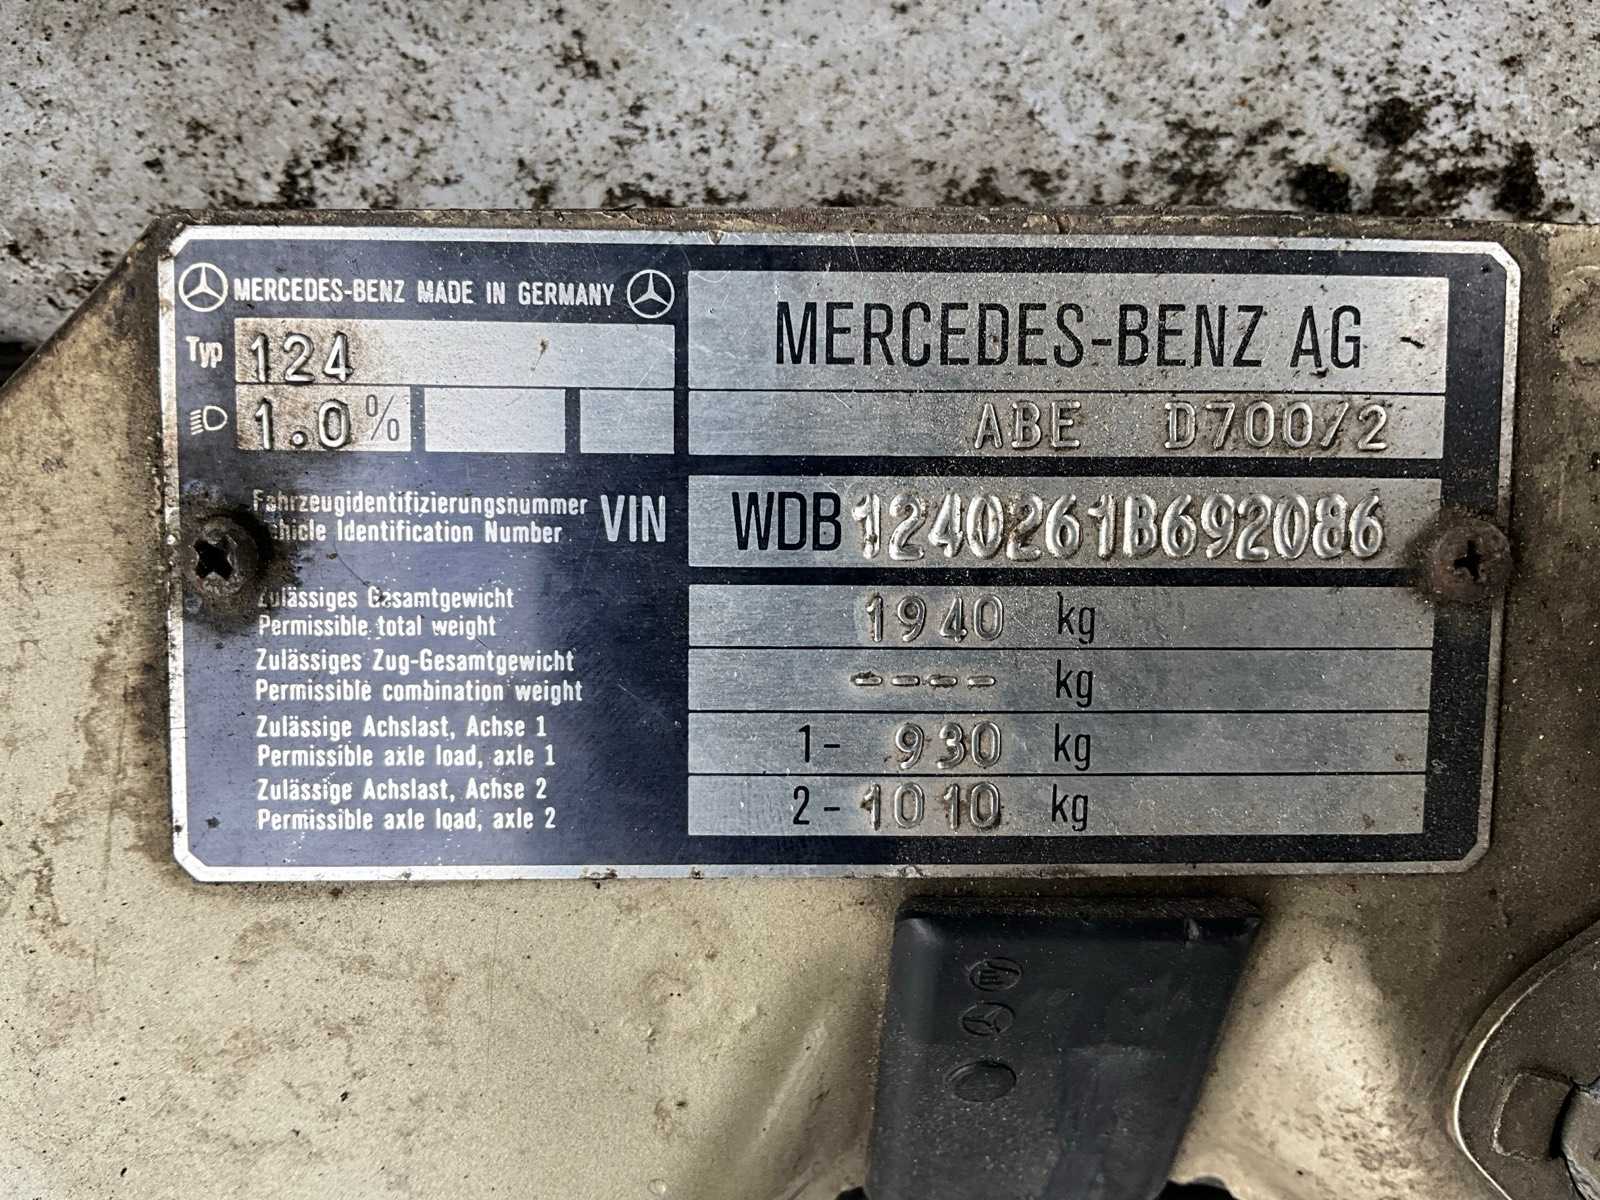 MERCEDES-BENZ MADE IN GERMANY
Typ 124
1.0%
MERCEDES-BENZ AG
ABE D700/2
Fahrzeugidentifizierungsnummer
Vehicle Identification Number
VIN
WDB1240261B692086
Zulässiges Gesamtgewicht
Permissible total weight
1940 kg
Zulässiges Zug-Gesamtgewicht
Permissible combination weight
---- kg
Zulässige Achslast, Achse 1
Permissible axle load, axle 1
1- 930 kg
Zulässige Achslast, Achse 2
Permissible axle load, axle 2
2- 1010 kg